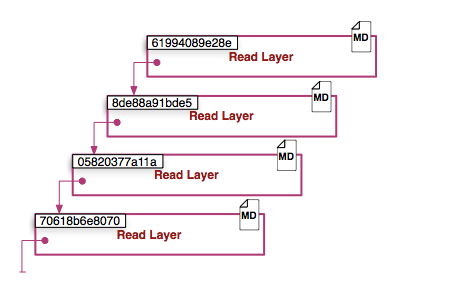 61994089e28e
MD
Read Layer
8de88a91bde5
MD
Read Layer
05820377a11a
MD
Read Layer
70618b6e8070
MD
Read Layer